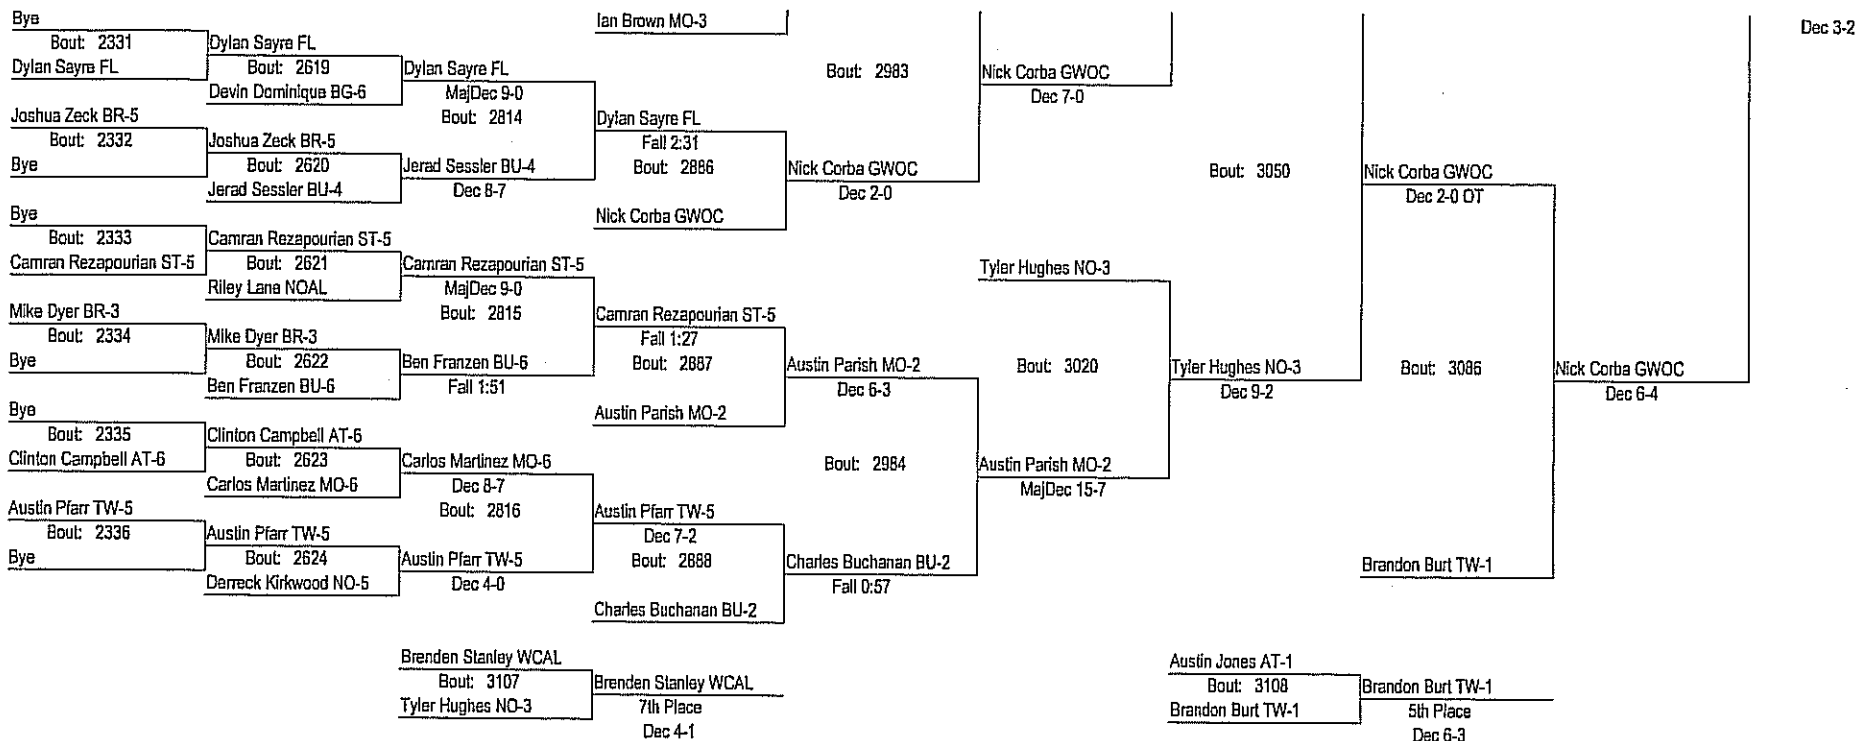 Bye
Bout: 2331
Dylan Sayre FL
Joshua Zeck BR-5
Bout: 2332
Bye
Bye
Bout: 2333
Camran Rezapourian ST-5
Mike Dyer BR-3
Bout: 2334
Bye
Bye
Bout: 2335
Clinton Campbell AT-6
Austin Pfarr TW-5
Bout: 2336
Bye
Dylan Sayre FL
Bout: 2619
Devin Dominique BG-6
Joshua Zeck BR-5
Bout: 2620
Jerad Sessler BU-4
Camran Rezapourian ST-5
Bout: 2621
Riley Lane NOAL
Mike Dyer BR-3
Bout: 2622
Ben Franzen BU-6
Clinton Campbell AT-6
Bout: 2623
Carlos Martinez MO-6
Austin Pfarr TW-5
Bout: 2624
Derreck Kirkwood NO-5
Dylan Sayre FL
MajDec 9-0
Bout: 2814
Jerad Sessler BU-4
Dec 8-7
Camran Rezapourian ST-5
MajDec 9-0
Bout: 2815
Ben Franzen BU-6
Fall 1:51
Carlos Martinez MO-6
Dec 8-7
Bout: 2816
Austin Pfarr TW-5
Dec 4-0
Ian Brown MO-3
Dylan Sayre FL
Fall 2:31
Bout: 2886
Nick Corba GWOC
Camran Rezapourian ST-5
Fall 1:27
Bout: 2887
Austin Parish MO-2
Austin Pfarr TW-5
Dec 7-2
Bout: 2888
Charles Buchanan BU-2
Bout: 2983
Nick Corba GWOC
Dec 2-0
Austin Parish MO-2
Dec 6-3
Bout: 2984
Charles Buchanan BU-2
Fall 0:57
Nick Corba GWOC
Dec 7-0
Tyler Hughes NO-3
Bout: 3020
Austin Parish MO-2
MajDec 15-7
Bout: 3050
Tyler Hughes NO-3
Dec 9-2
Nick Corba GWOC
Dec 2-0 OT
Bout: 3086
Brandon Burt TW-1
Nick Corba GWOC
Dec 6-4
Dec 3-2
Brenden Stanley WCAL
Bout: 3107
Tyler Hughes NO-3
Brenden Stanley WCAL
7th Place
Dec 4-1
Austin Jones AT-1
Bout: 3108
Brandon Burt TW-1
Brandon Burt TW-1
5th Place
Dec 6-3